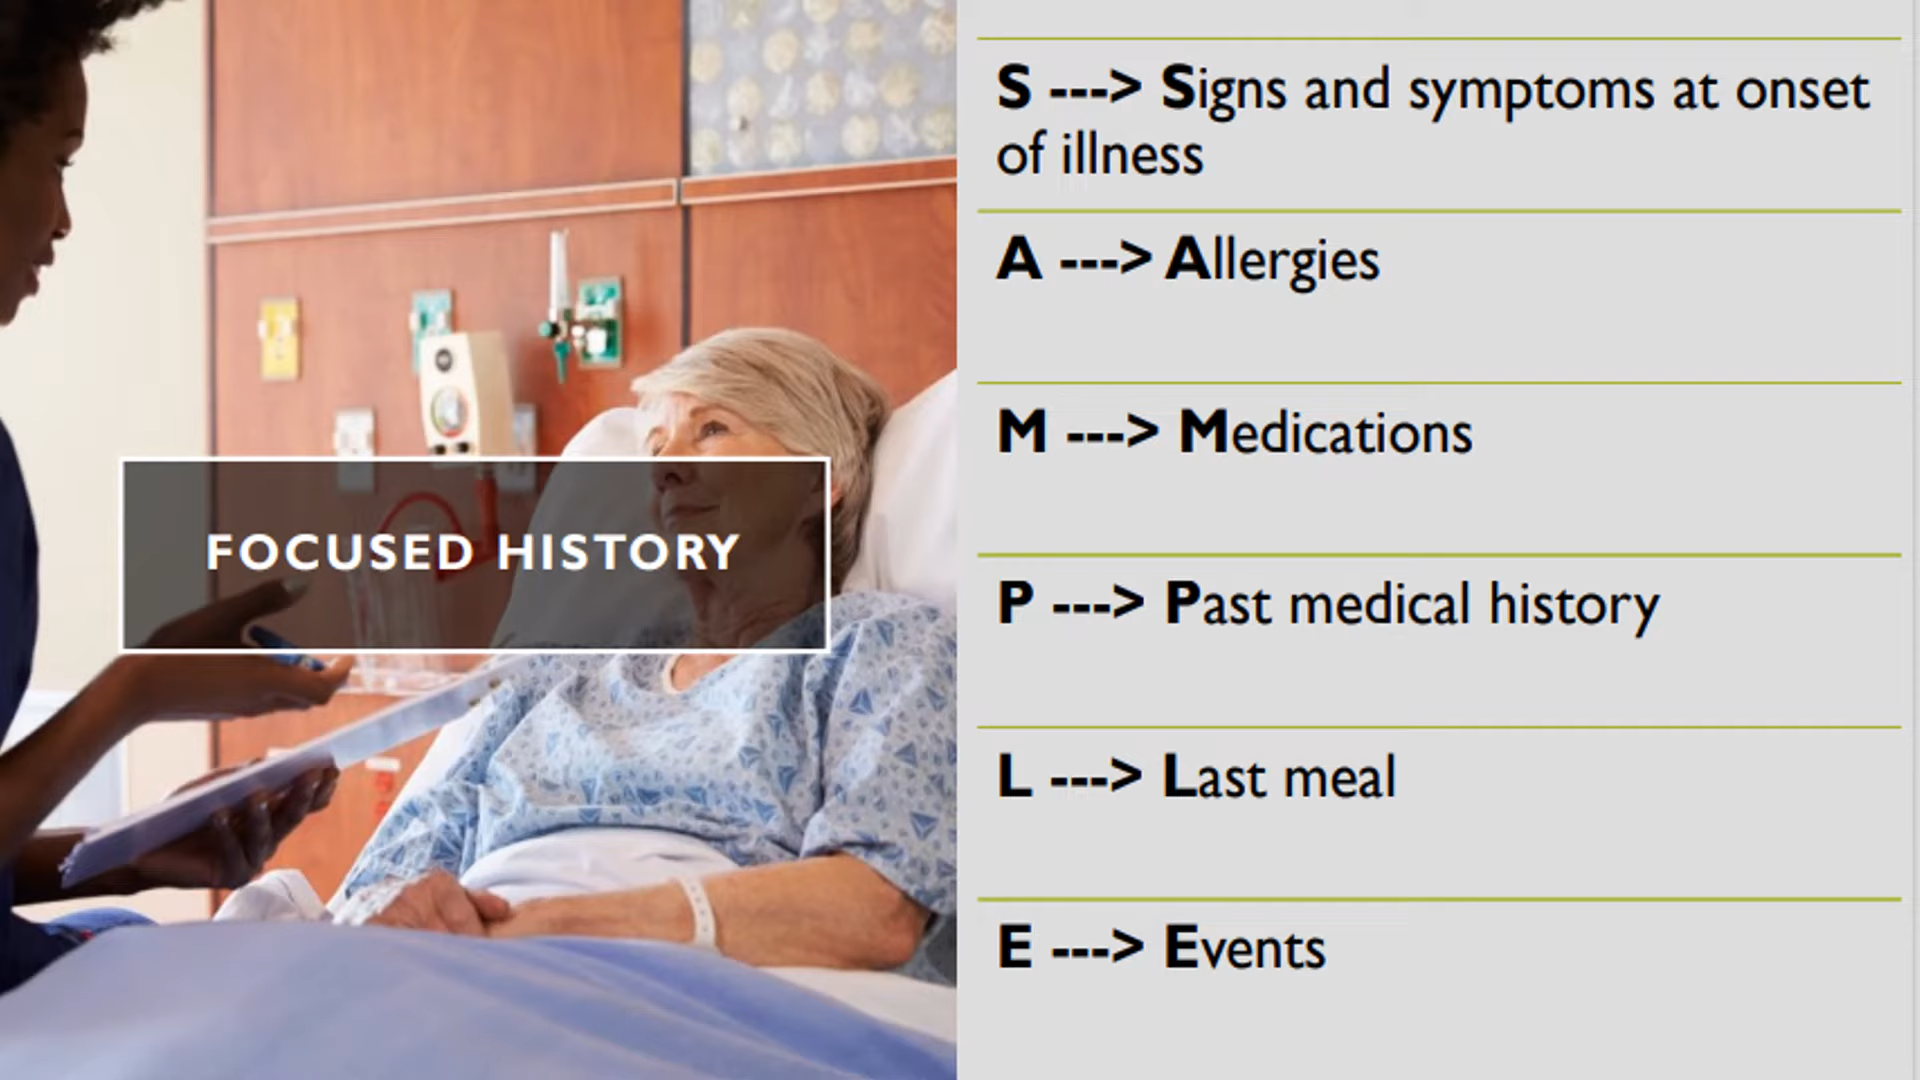 FOCUSED HISTORY
S ---> Signs and symptoms at onset
of illness
A ---> Allergies
M ---> Medications
P ---> Past medical history
L ---> Last meal
E ---> Events